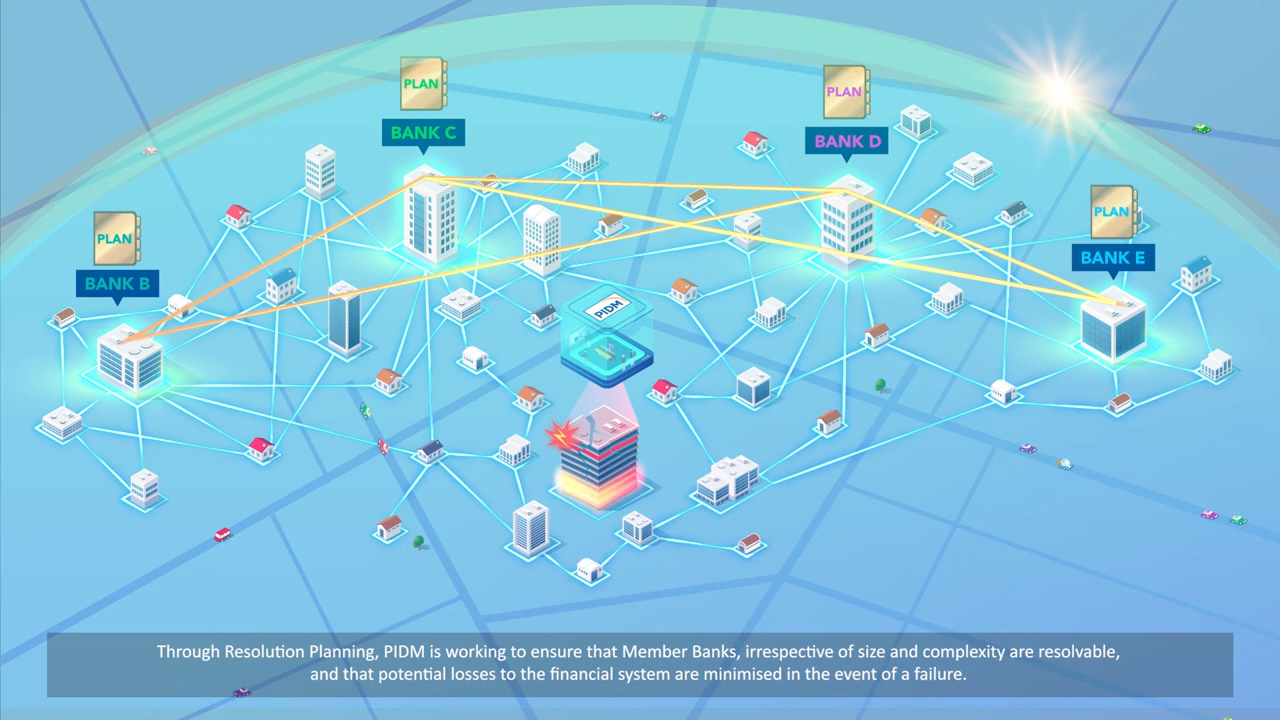 PLAN
BANK C
PLAN
BANK D
PLAN
BANK B
PLAN
BANK E
PIDM
Through Resolution Planning, PIDM is working to ensure that Member Banks, irrespective of size and complexity are resolvable,
and that potential losses to the financial system are minimised in the event of a failure.